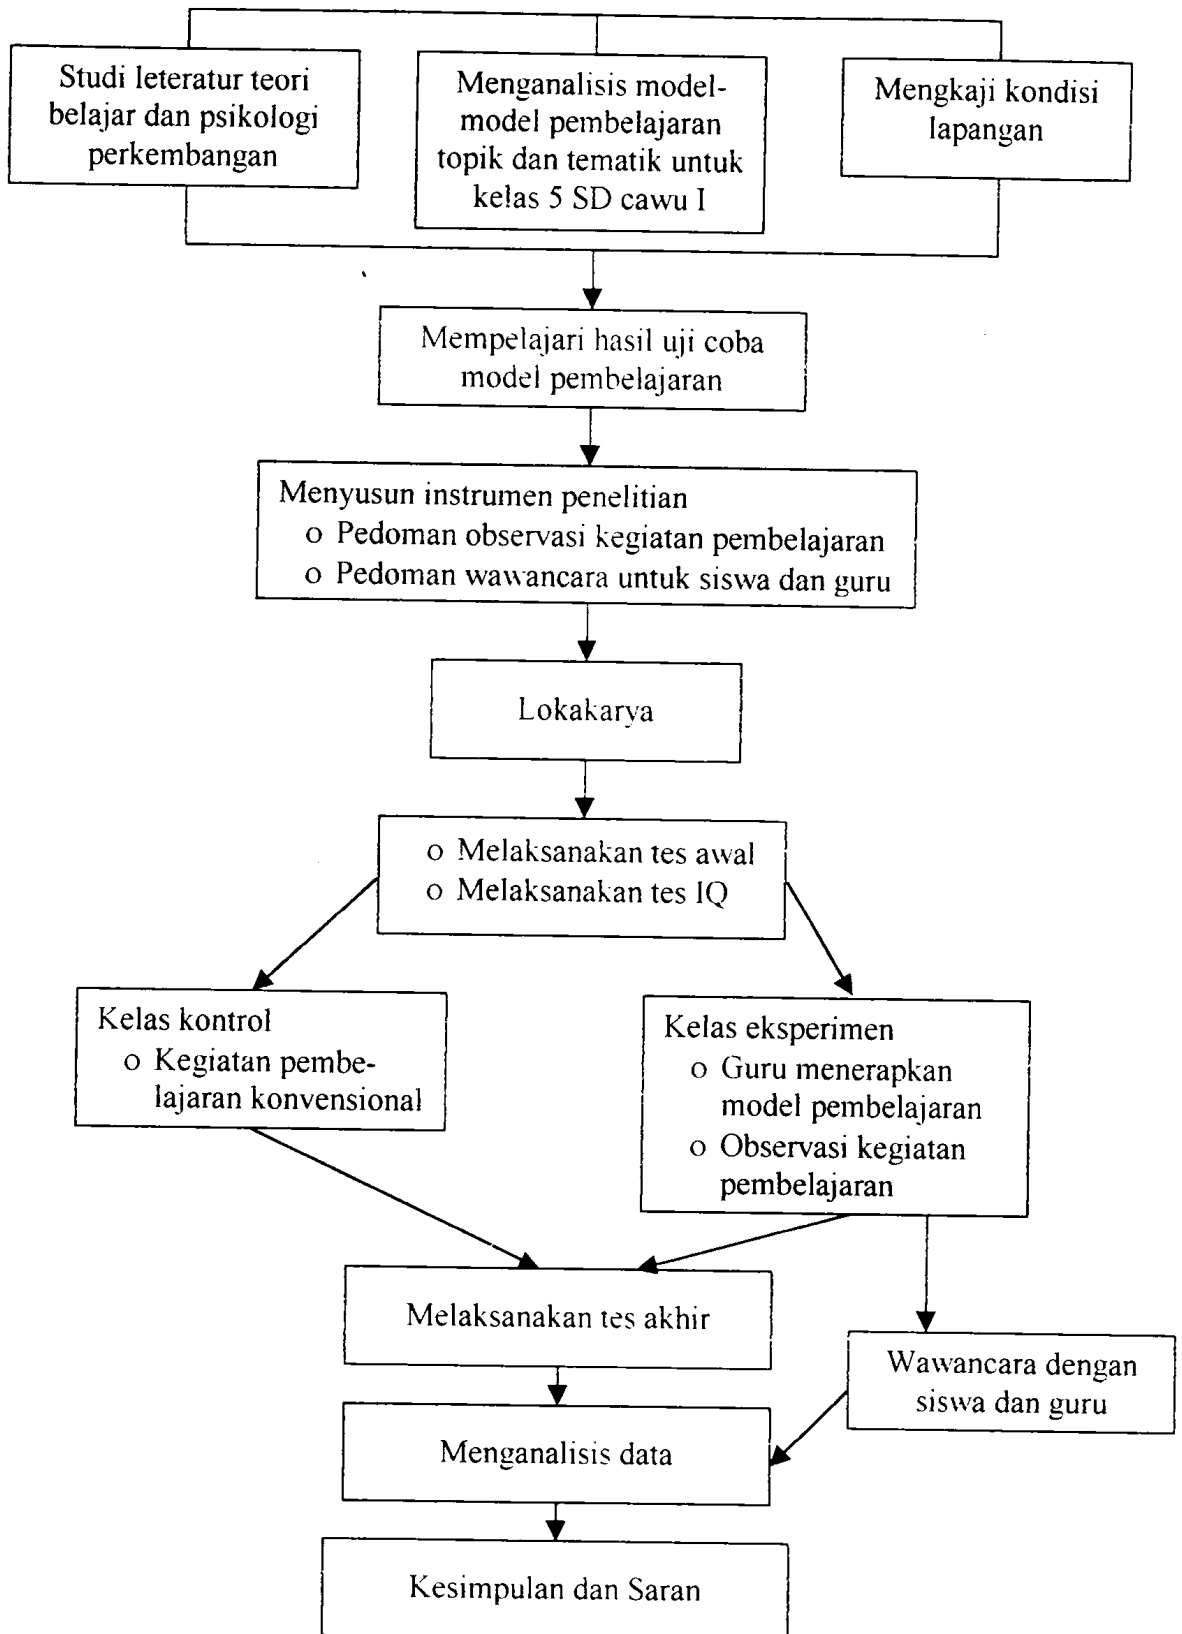 Studi leteratur teori
belajar dan psikologi
perkembangan
Menganalisis model-
model pembelajaran
topik dan tematik untuk
kelas 5 SD cawu I
Mengkaji kondisi
lapangan
Mempelajari hasil uji coba
model pembelajaran
Menyusun instrumen penelitian
o Pedoman observasi kegiatan pembelajaran
o Pedoman wawancara untuk siswa dan guru
Lokakarya
o Melaksanakan tes awal
o Melaksanakan tes IQ
Kelas kontrol
o Kegiatan pembe-
lajaran konvensional
Kelas eksperimen
o Guru menerapkan
model pembelajaran
o Observasi kegiatan
pembelajaran
Melaksanakan tes akhir
Wawancara dengan
siswa dan guru
Menganalisis data
Kesimpulan dan Saran